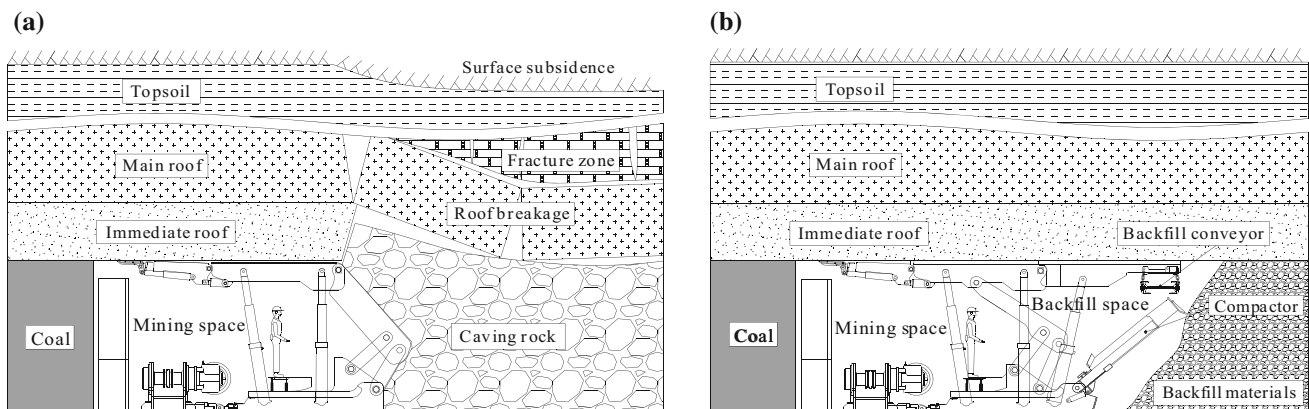 (a)
Surface subsidence
Topsoil
Main roof
Fracture zone
Roof breakage
Immediate roof
Mining space
Coal
Caving rock
(b)
Topsoil
Main roof
Immediate roof
Backfill conveyor
Backfill space
Mining space
Compactor
Coal
Backfill materials